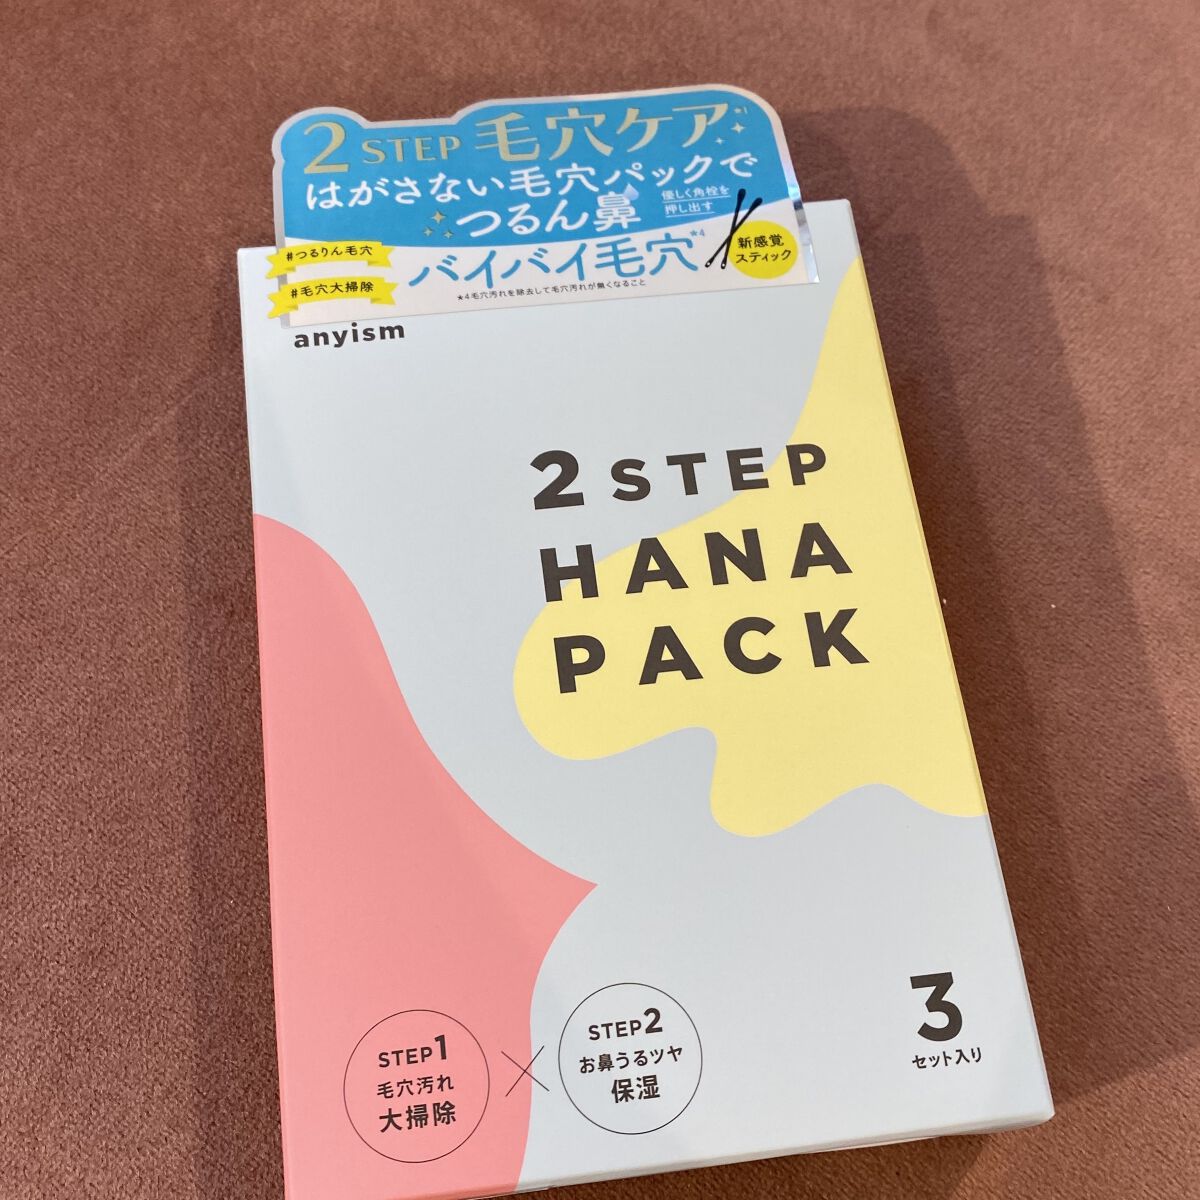 2 STEP 毛穴ケア*1
はがさない毛穴パックで
つるん鼻
優しく角栓を
押し出す
#つるりん毛穴
#毛穴大掃除
バイバイ毛穴*4
新感覚
スティック
*4毛穴汚れを除去して毛穴汚れが無くなること
anyism
2 STEP
HANA
PACK
STEP1
毛穴汚れ
大掃除
STEP2
お鼻うるツヤ
保湿
3
セット入り